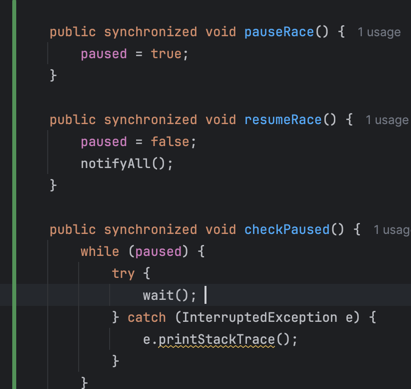 public synchronized void pauseRace() { 1 usage
paused = true;
}
public synchronized void resumeRace() { 1 usage
paused = false;
notifyAll();
}
public synchronized void checkPaused() { 1 usag
while (paused) {
try {
wait();
} catch (InterruptedException e) {
e.printStackTrace();
}
}